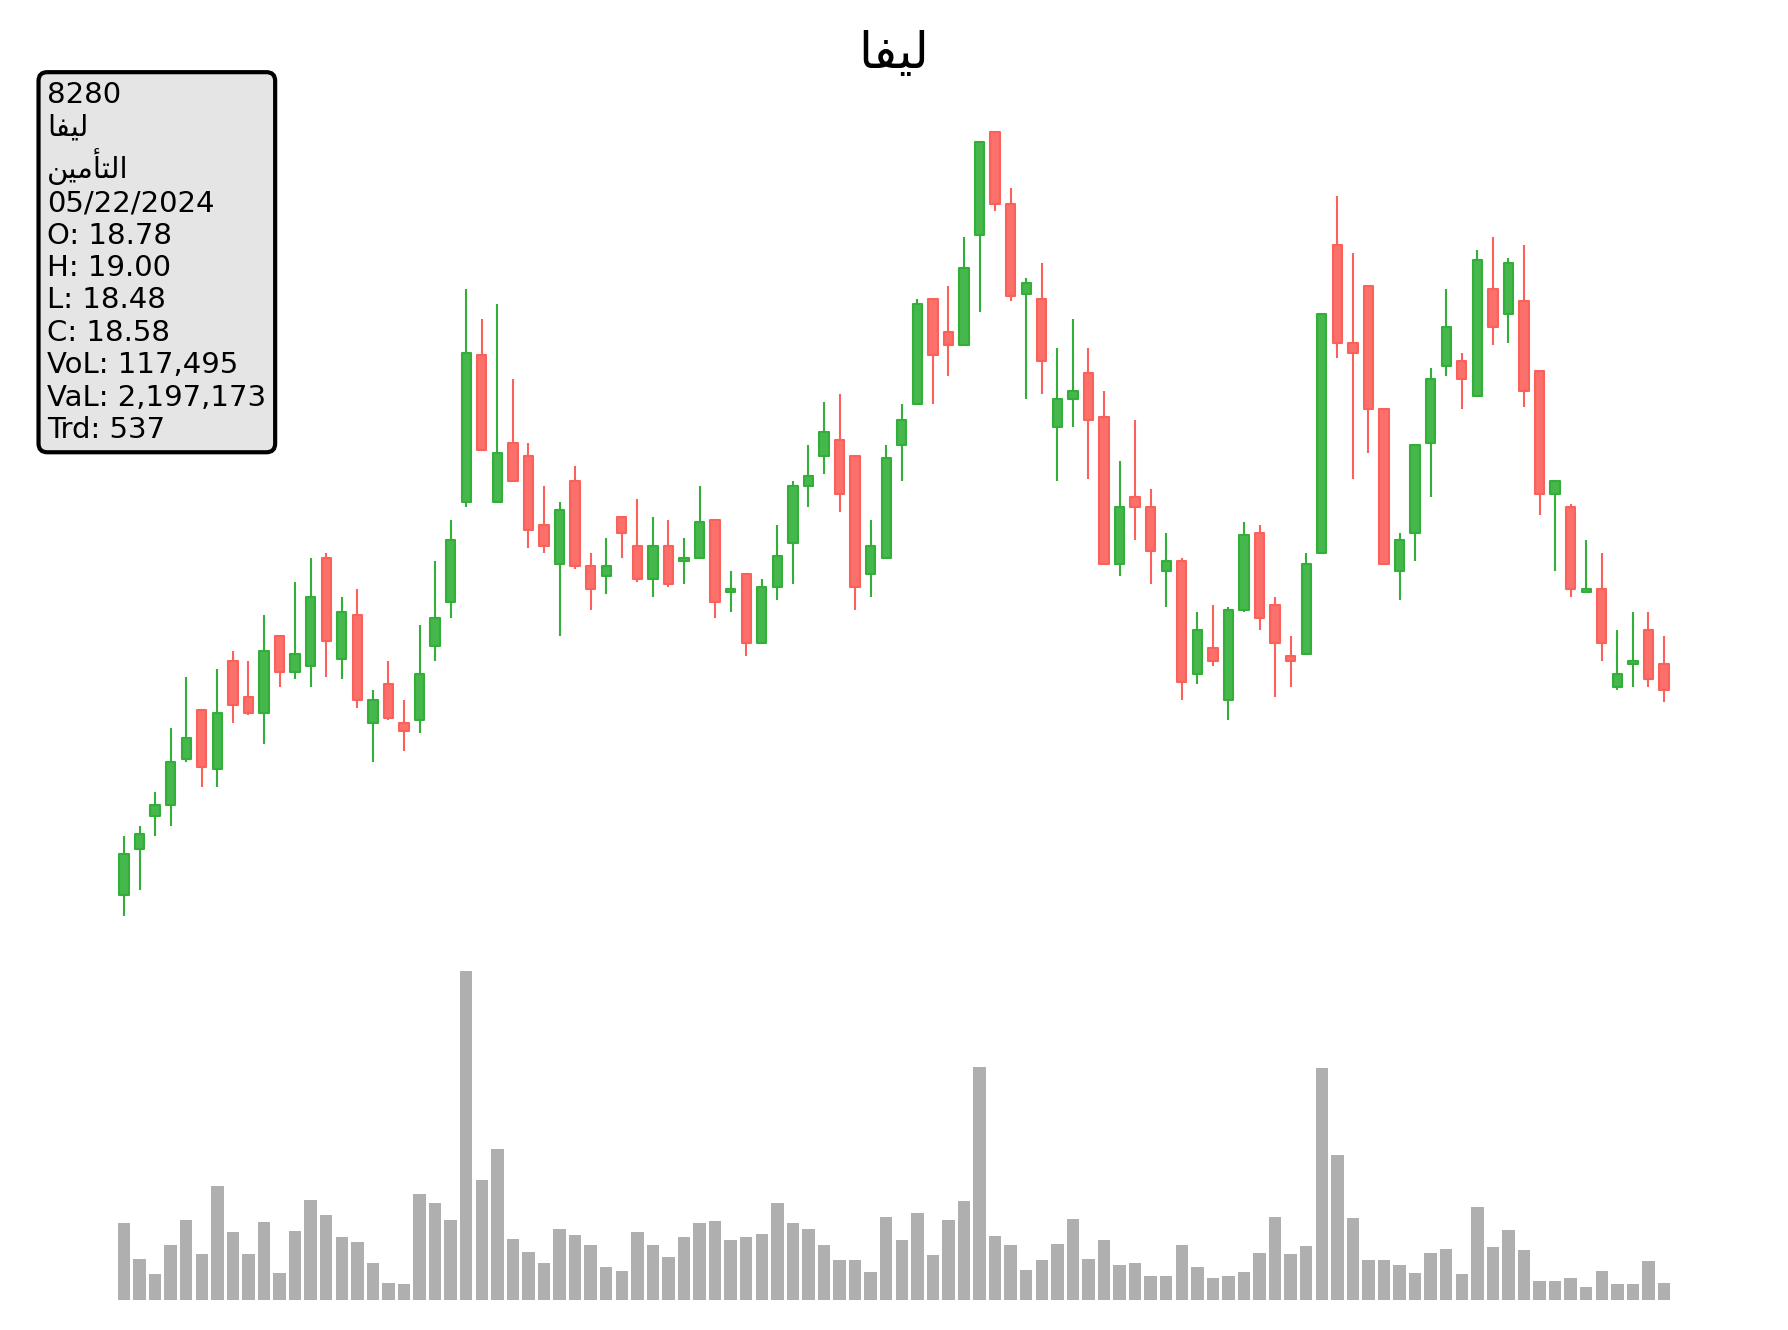 ليفا
8280
ليفا
التأمين
05/22/2024
O: 18.78
H: 19.00
L: 18.48
C: 18.58
VoL: 117,495
VaL: 2,197,173
Trd: 537